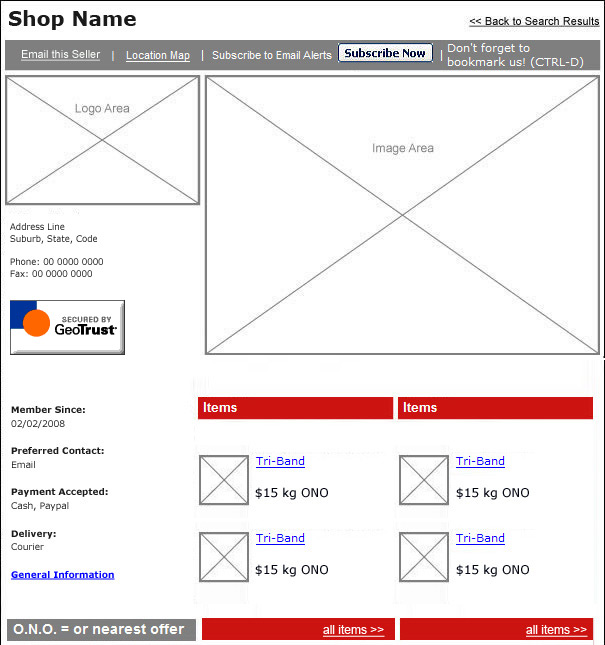 Shop Name
<< Back to Search Results
Email this Seller | Location Map | Subscribe to Email Alerts Subscribe Now | Don't forget to
bookmark us! (CTRL-D)
Logo Area
Image Area
Address Line
Suburb, State, Code
Phone: 00 0000 0000
Fax: 00 0000 0000
SECURED BY
GeoTrust
Member Since:
02/02/2008
Preferred Contact:
Email
Payment Accepted:
Cash, Paypal
Delivery:
Courier
General Information
Items
Tri-Band
$15 kg ONO
Tri-Band
$15 kg ONO
Items
Tri-Band
$15 kg ONO
Tri-Band
$15 kg ONO
O.N.O. = or nearest offer
all items >>
all items >>